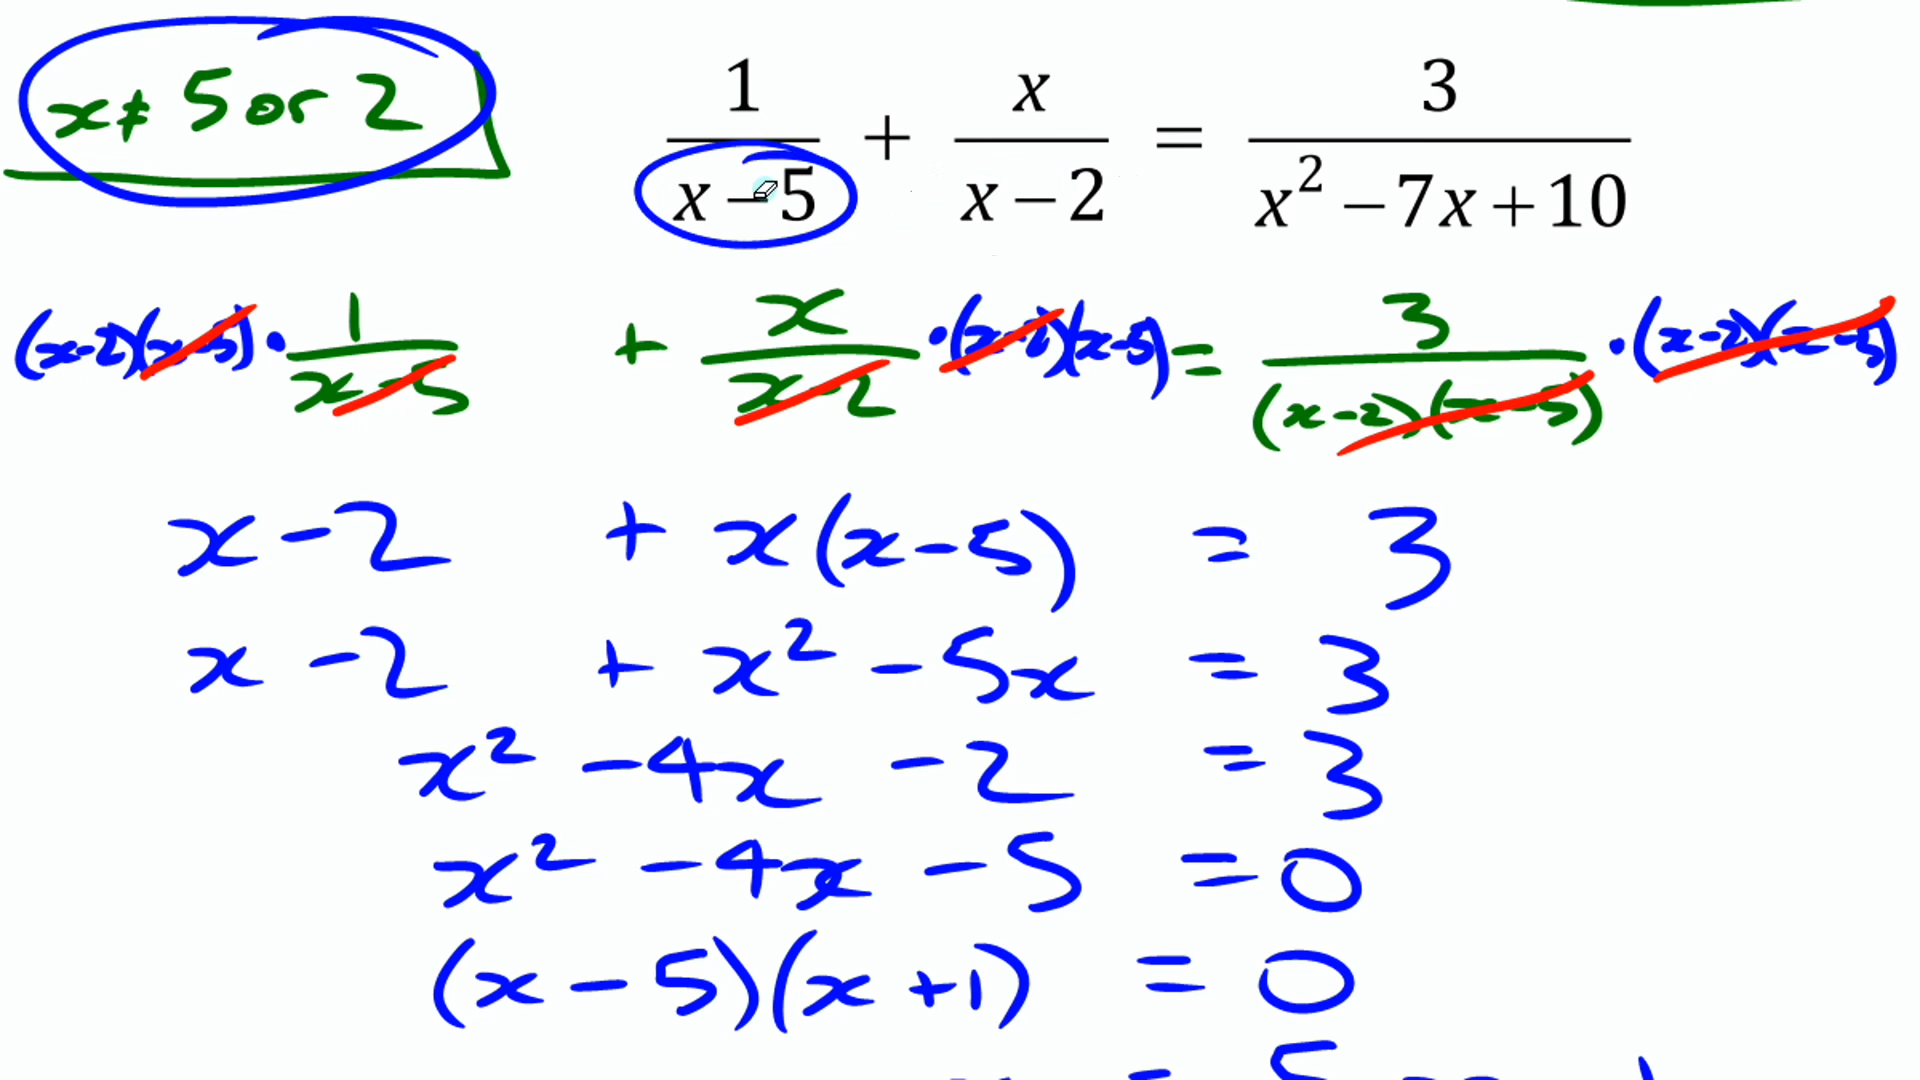 x ≠ 5 or 2
1/(x − 5) + x/(x − 2) = 3/(x² − 7x + 10)
(x-2)(x-5) · 1/(x-5) + x/(x-2) · (x-2)(x-5) = 3/((x-2)(x-5)) · (x-2)(x-5)
x - 2 + x(x - 5) = 3
x - 2 + x² - 5x = 3
x² - 4x - 2 = 3
x² - 4x - 5 = 0
(x - 5)(x + 1) = 0